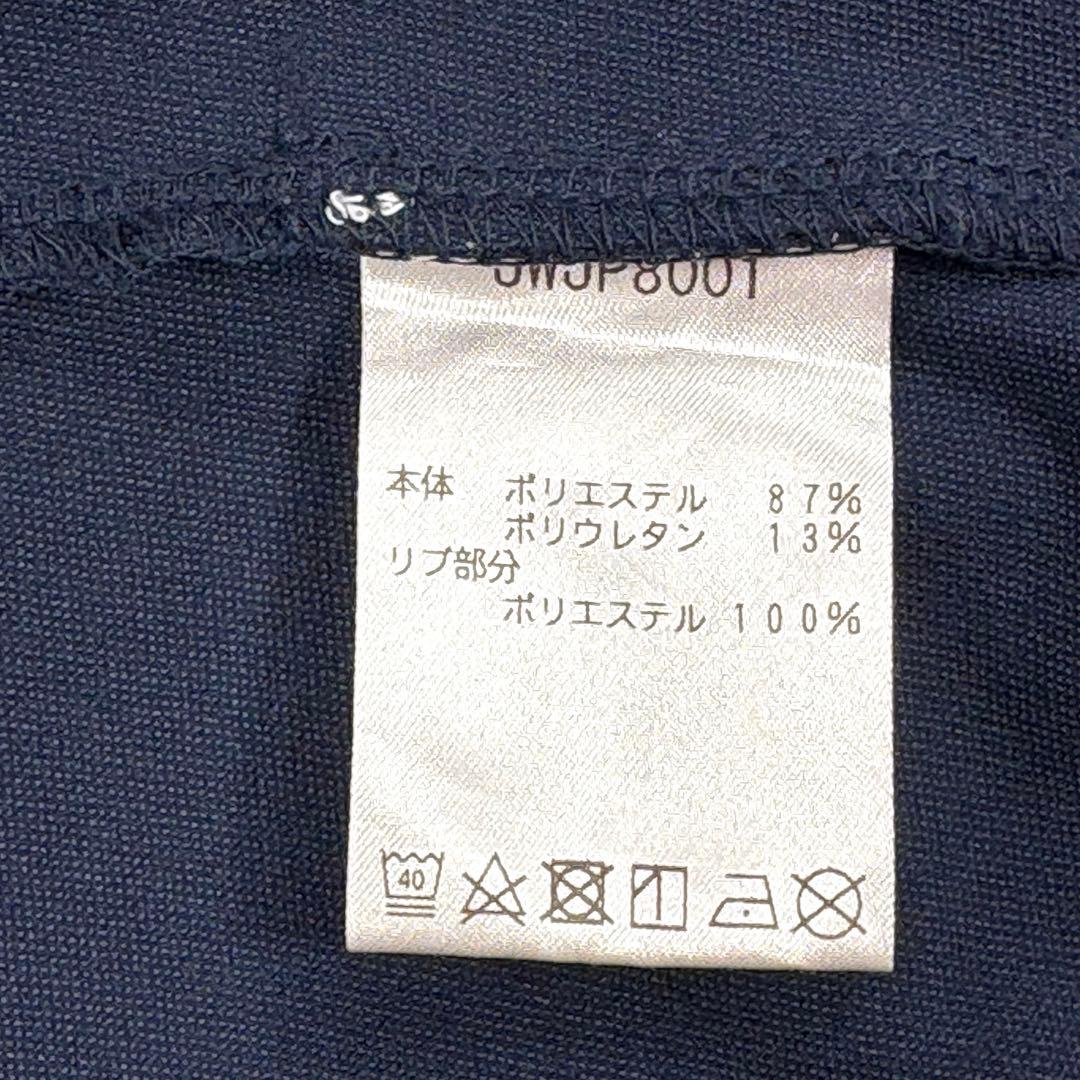 JWJP8001
本体 ポリエステル 87%
ポリウレタン 13%
リブ部分
ポリエステル 100%
40